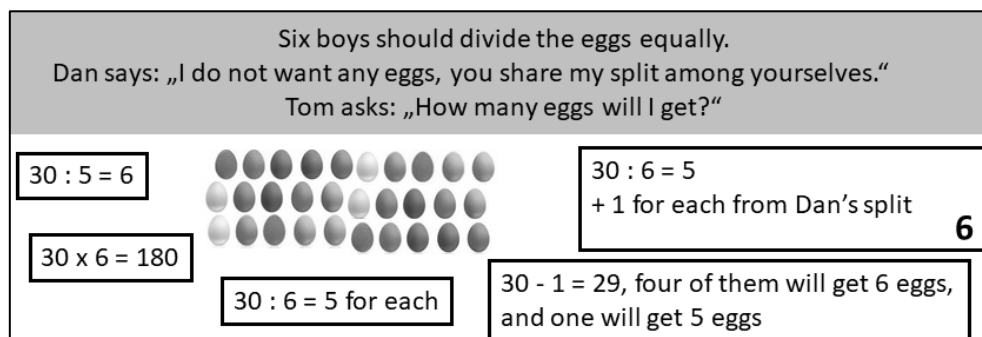 Six boys should divide the eggs equally.
Dan says: „I do not want any eggs, you share my split among yourselves.“
Tom asks: „How many eggs will I get?“
30 : 5 = 6
30 x 6 = 180
30 : 6 = 5 for each
30 : 6 = 5
+ 1 for each from Dan’s split
6
30 - 1 = 29, four of them will get 6 eggs,
and one will get 5 eggs